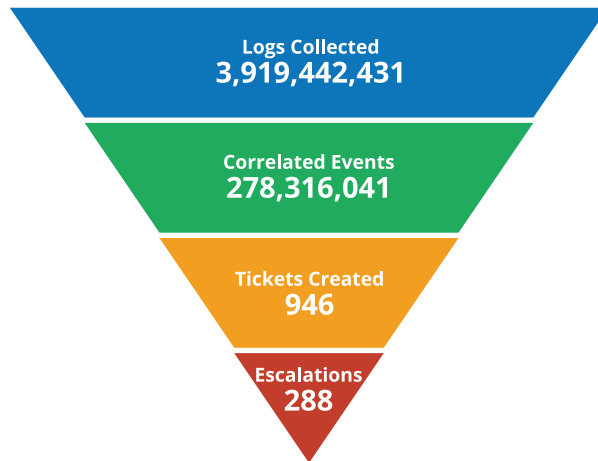 Logs Collected
3,919,442,431
Correlated Events
278,316,041
Tickets Created
946
Escalations
288